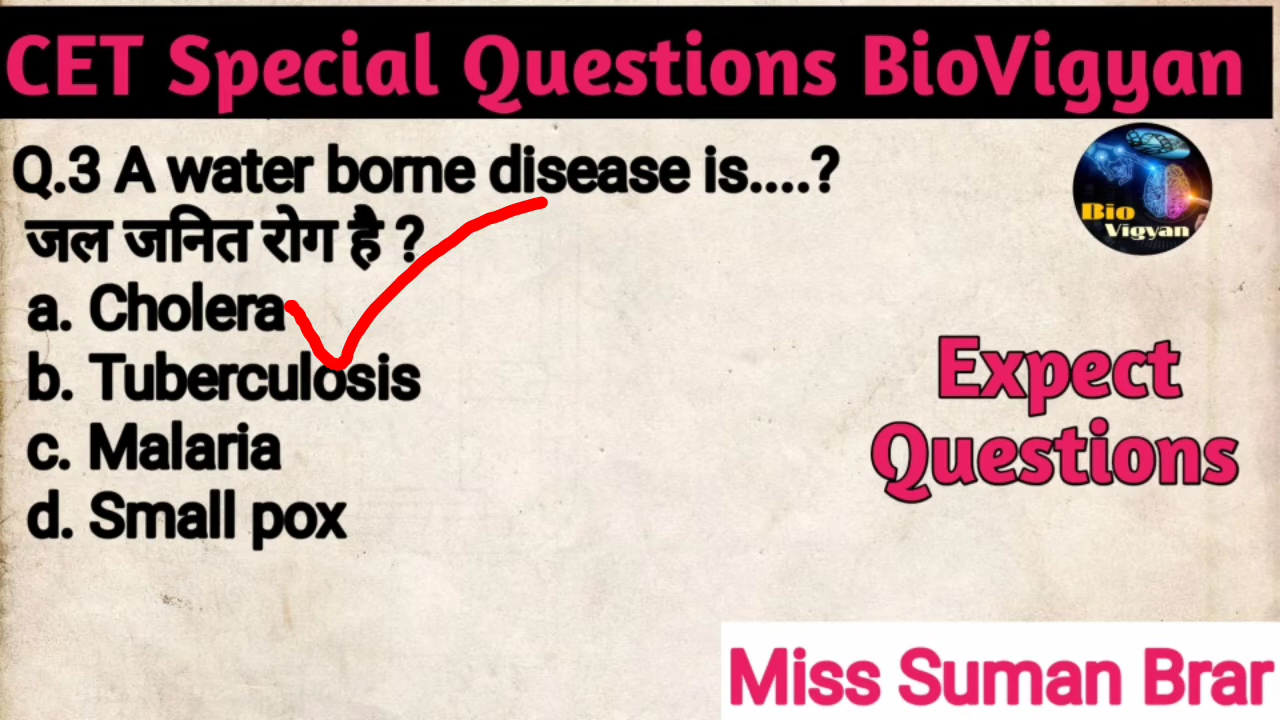 CET Special Questions BioVigyan
Q.3 A water borne disease is....?
जल जनित रोग है ?
a. Cholera
b. Tuberculosis
c. Malaria
d. Small pox
Bio
Vigyan
Expect
Questions
Miss Suman Brar